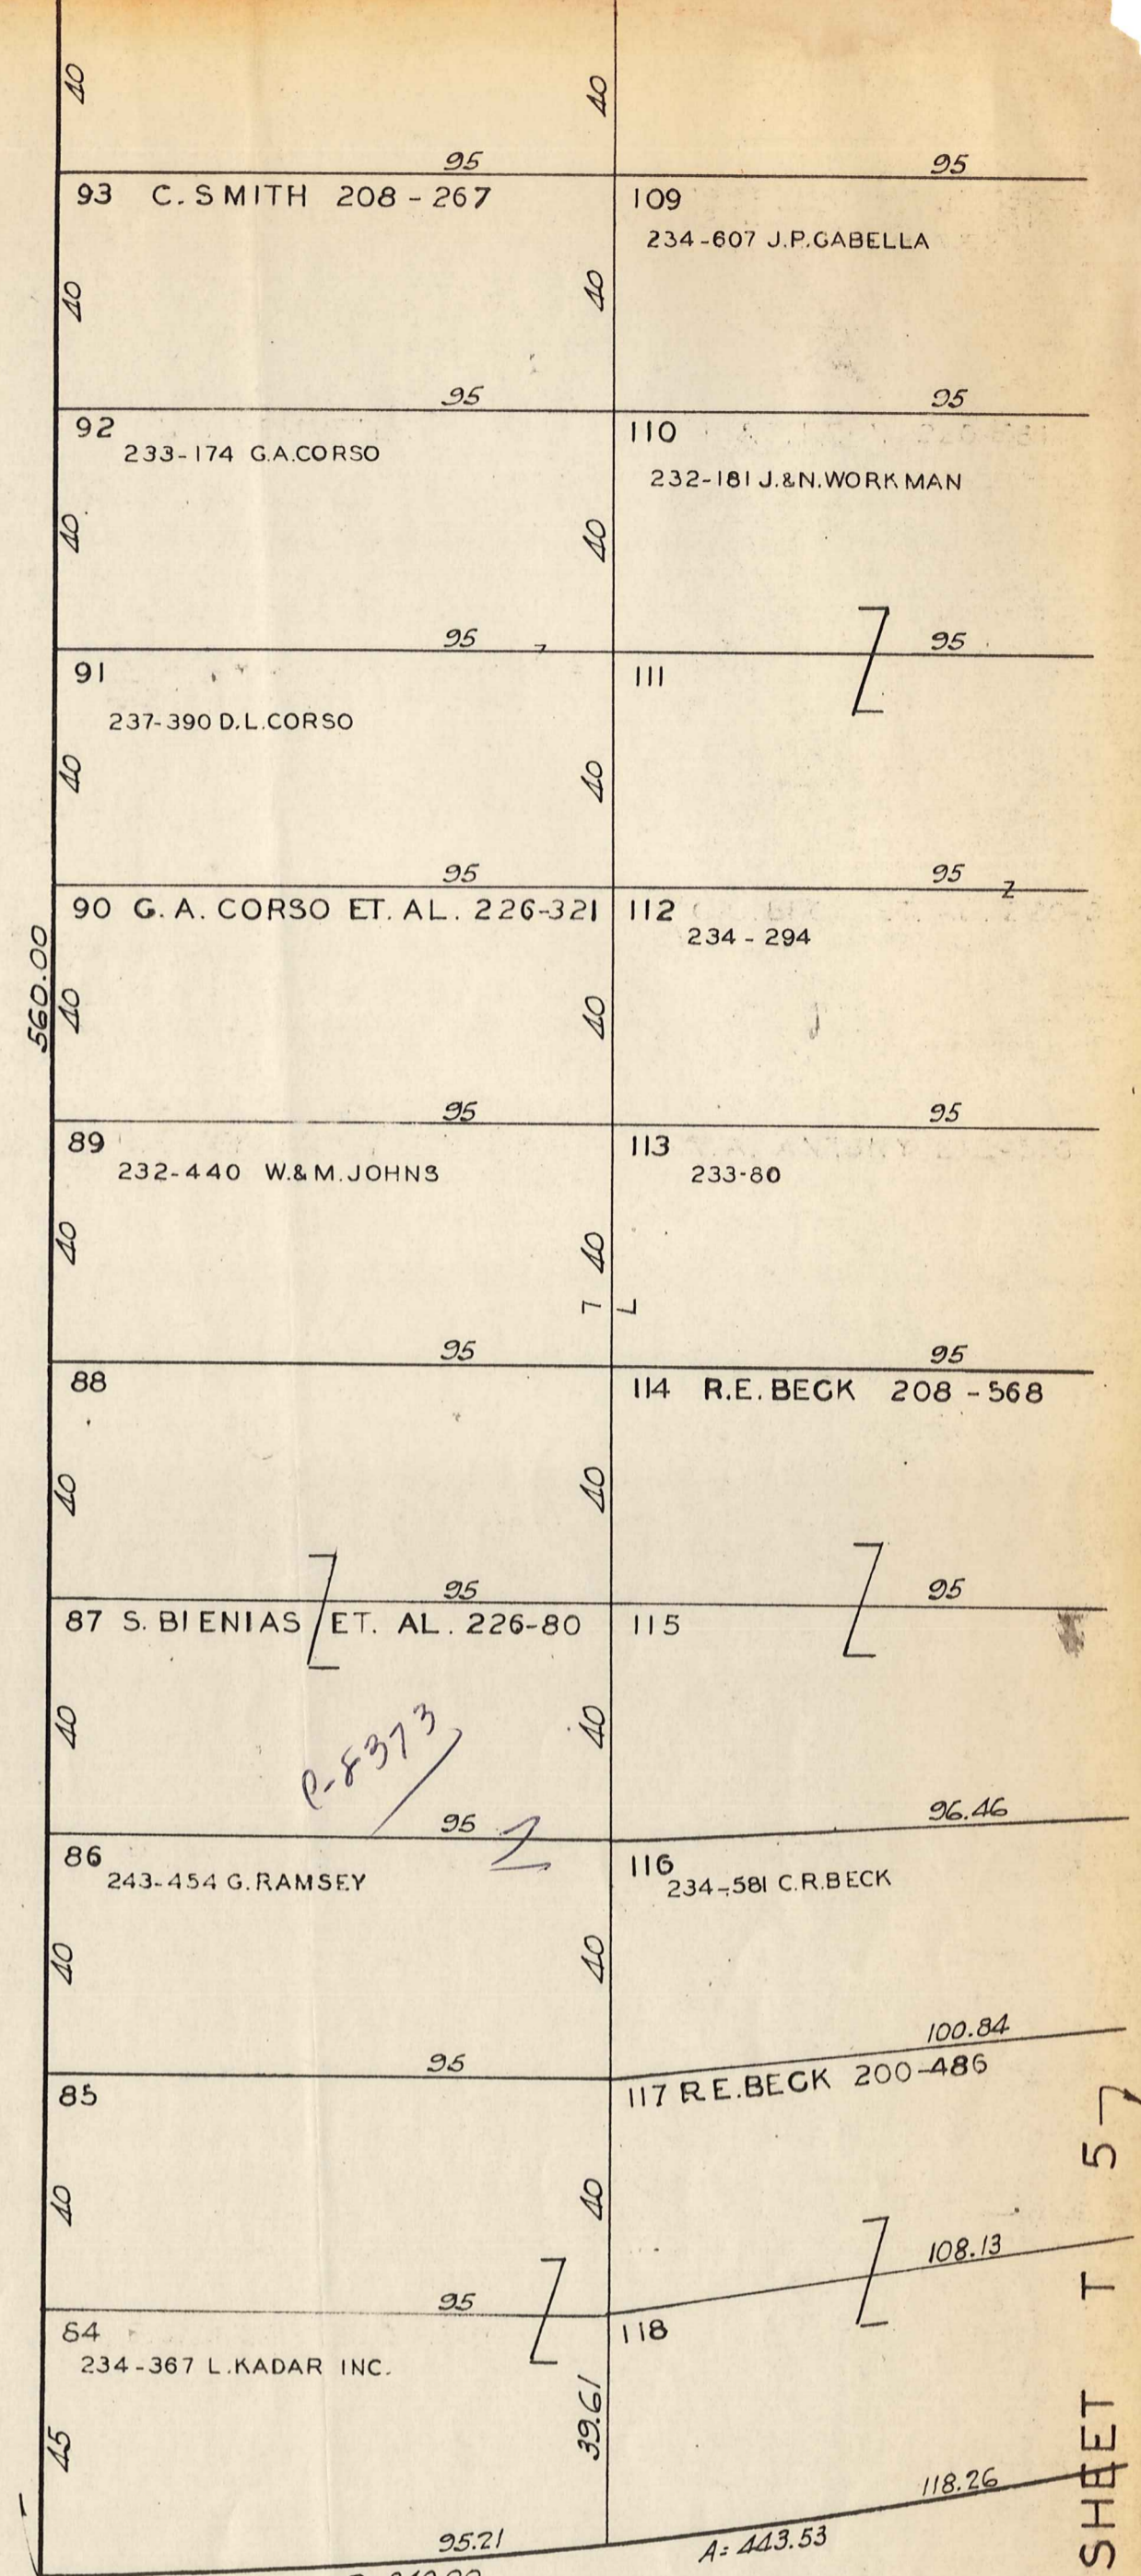 40 40
95 95
93 C. SMITH 208 - 267
109
234-607 J.P.GABELLA
40 40
95 95
92
233-174 G.A.CORSO
110
232-181 J.&N.WORKMAN
40 40
95 95
91
237-390 D.L.CORSO
111
40 40
95 95
90 G. A. CORSO ET. AL. 226-321
112
234 - 294
560.00
40 40
95 95
89
232-440 W.& M. JOHNS
113
233-80
40 40
95 95
88
114 R.E. BECK 208 - 568
40 40
95 95
87 S. BIENIAS ET. AL. 226-80
115
40 40
P-8373
95 96.46
86
243-454 G. RAMSEY
116
234-581 C.R.BECK
40 40
95 100.84
85
117 R.E.BECK 200-486
40 40
95 108.13
84
234-367 L.KADAR INC.
118
45 39.61
95.21 118.26
A= 443.53
SHEET T 57